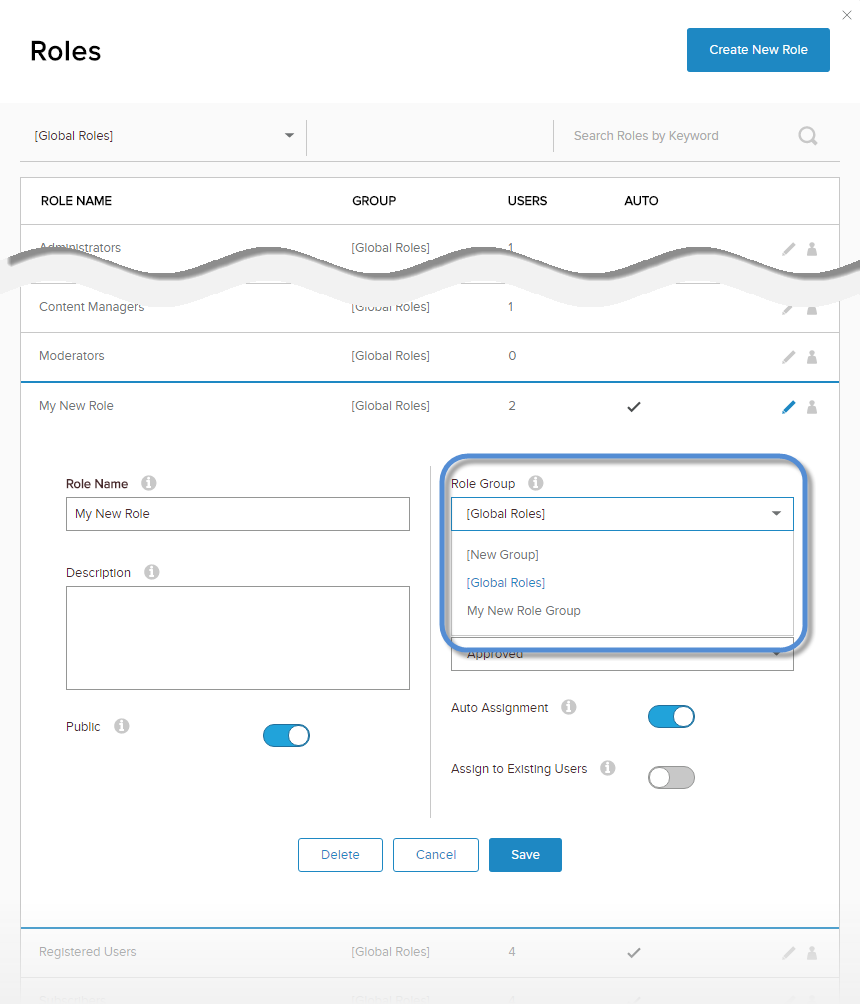 Roles
Create New Role
[Global Roles]
Search Roles by Keyword
ROLE NAME GROUP USERS AUTO
Administrators [Global Roles] 1
Content Managers [Global Roles] 1
Moderators [Global Roles] 0
My New Role [Global Roles] 2
Role Name
My New Role
Role Group
[Global Roles]
[New Group]
[Global Roles]
My New Role Group
Description
Approved
Public
Auto Assignment
Assign to Existing Users
Delete Cancel Save
Registered Users [Global Roles] 4